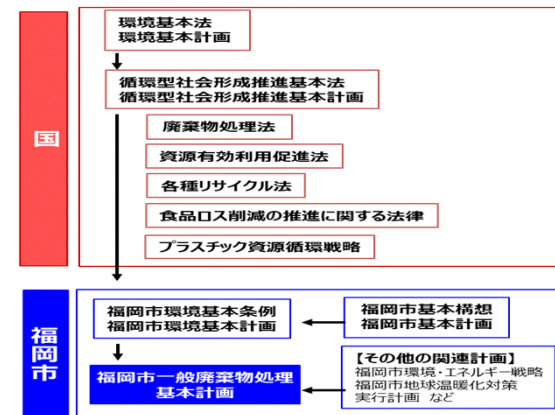 国
環境基本法
環境基本計画
循環型社会形成推進基本法
循環型社会形成推進基本計画
廃棄物処理法
資源有効利用促進法
各種リサイクル法
食品ロス削減の推進に関する法律
プラスチック資源循環戦略
福岡市
福岡市環境基本条例
福岡市環境基本計画
福岡市基本構想
福岡市基本計画
福岡市一般廃棄物処理
基本計画
【その他の関連計画】
福岡市環境・エネルギー戦略
福岡市地球温暖化対策
実行計画 など